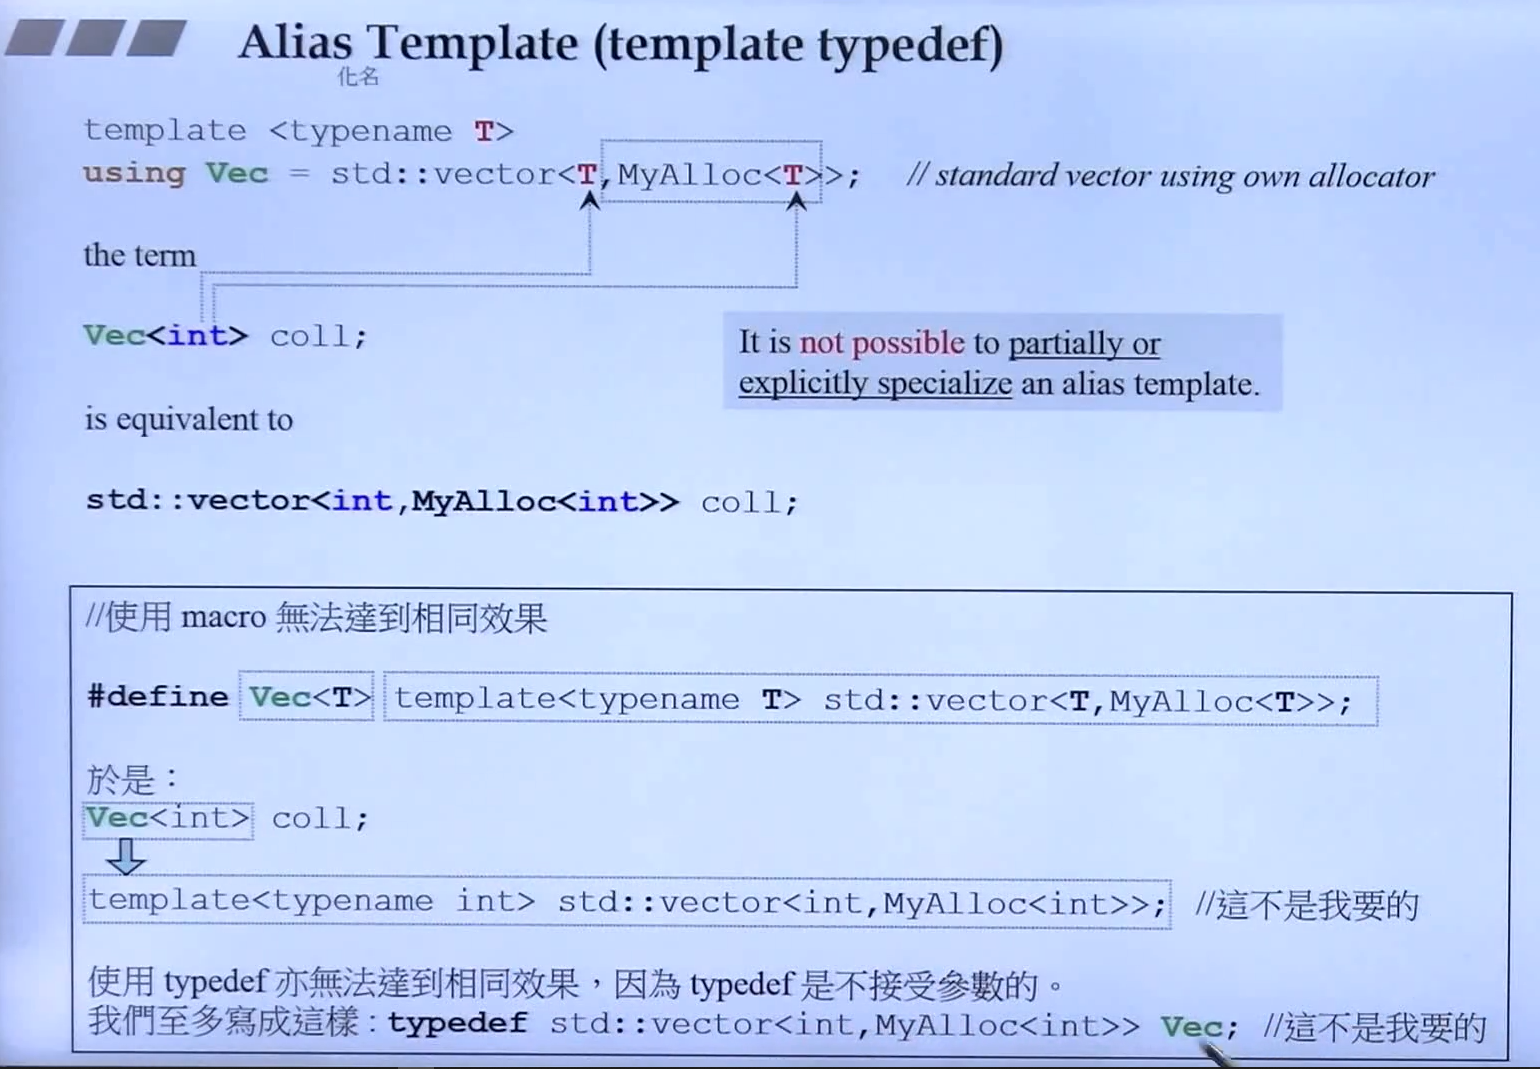 Alias Template (template typedef)
化名
template <typename T>
using Vec = std::vector<T,MyAlloc<T>>; // standard vector using own allocator
the term
Vec<int> coll;
It is not possible to partially or
explicitly specialize an alias template.
is equivalent to
std::vector<int,MyAlloc<int>> coll;
//使用 macro 無法達到相同效果
#define Vec<T> template<typename T> std::vector<T,MyAlloc<T>>;
於是：
Vec<int> coll;
template<typename int> std::vector<int,MyAlloc<int>>; //這不是我要的
使用 typedef 亦無法達到相同效果，因為 typedef 是不接受參數的。
我們至多寫成這樣：typedef std::vector<int,MyAlloc<int>> Vec; //這不是我要的